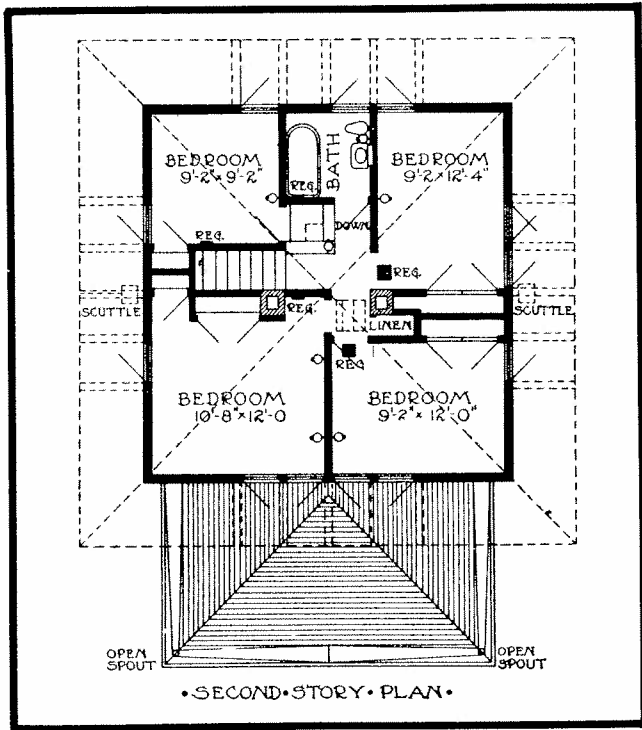 BEDROOM
9'-2" x 9'-2"
BATH
REG.
DOWN
BEDROOM
9'-2 x 12'-4"
REG.
REG.
SCUTTLE
REG.
LINEN
SCUTTLE
REG
BEDROOM
10'-8" x 12'-0
BEDROOM
9'-2" x 12'-0"
OPEN
SPOUT
OPEN
SPOUT
•SECOND•STORY•PLAN•